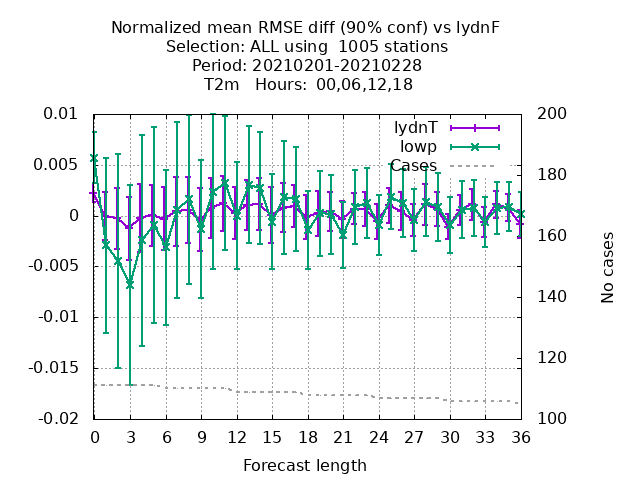 Normalized mean RMSE diff (90% conf) vs lydnF
Selection: ALL using  1005 stations
Period: 20210201-20210228
T2m   Hours:  00,06,12,18
0.01
0.005
0
-0.005
-0.01
-0.015
-0.02
lydnT
lowp
Cases
200
180
160
140
120
100
No cases
0 3 6 9 12 15 18 21 24 27 30 33 36
Forecast length